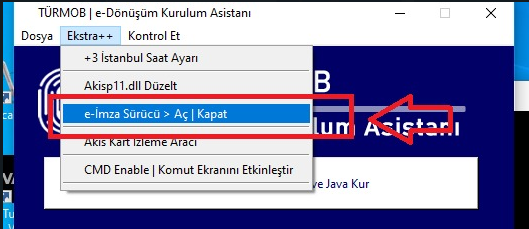 TÜRMOB | e-Dönüşüm Kurulum Asistanı
Dosya Ekstra++ Kontrol Et
+3 İstanbul Saat Ayarı
Akisp11.dll Düzelt
e-İmza Sürücü > Aç | Kapat
ulum Asistanı
Akis Kart İzleme Aracı
CMD Enable | Komut Ekranını Etkinleştir
ve Java Kur